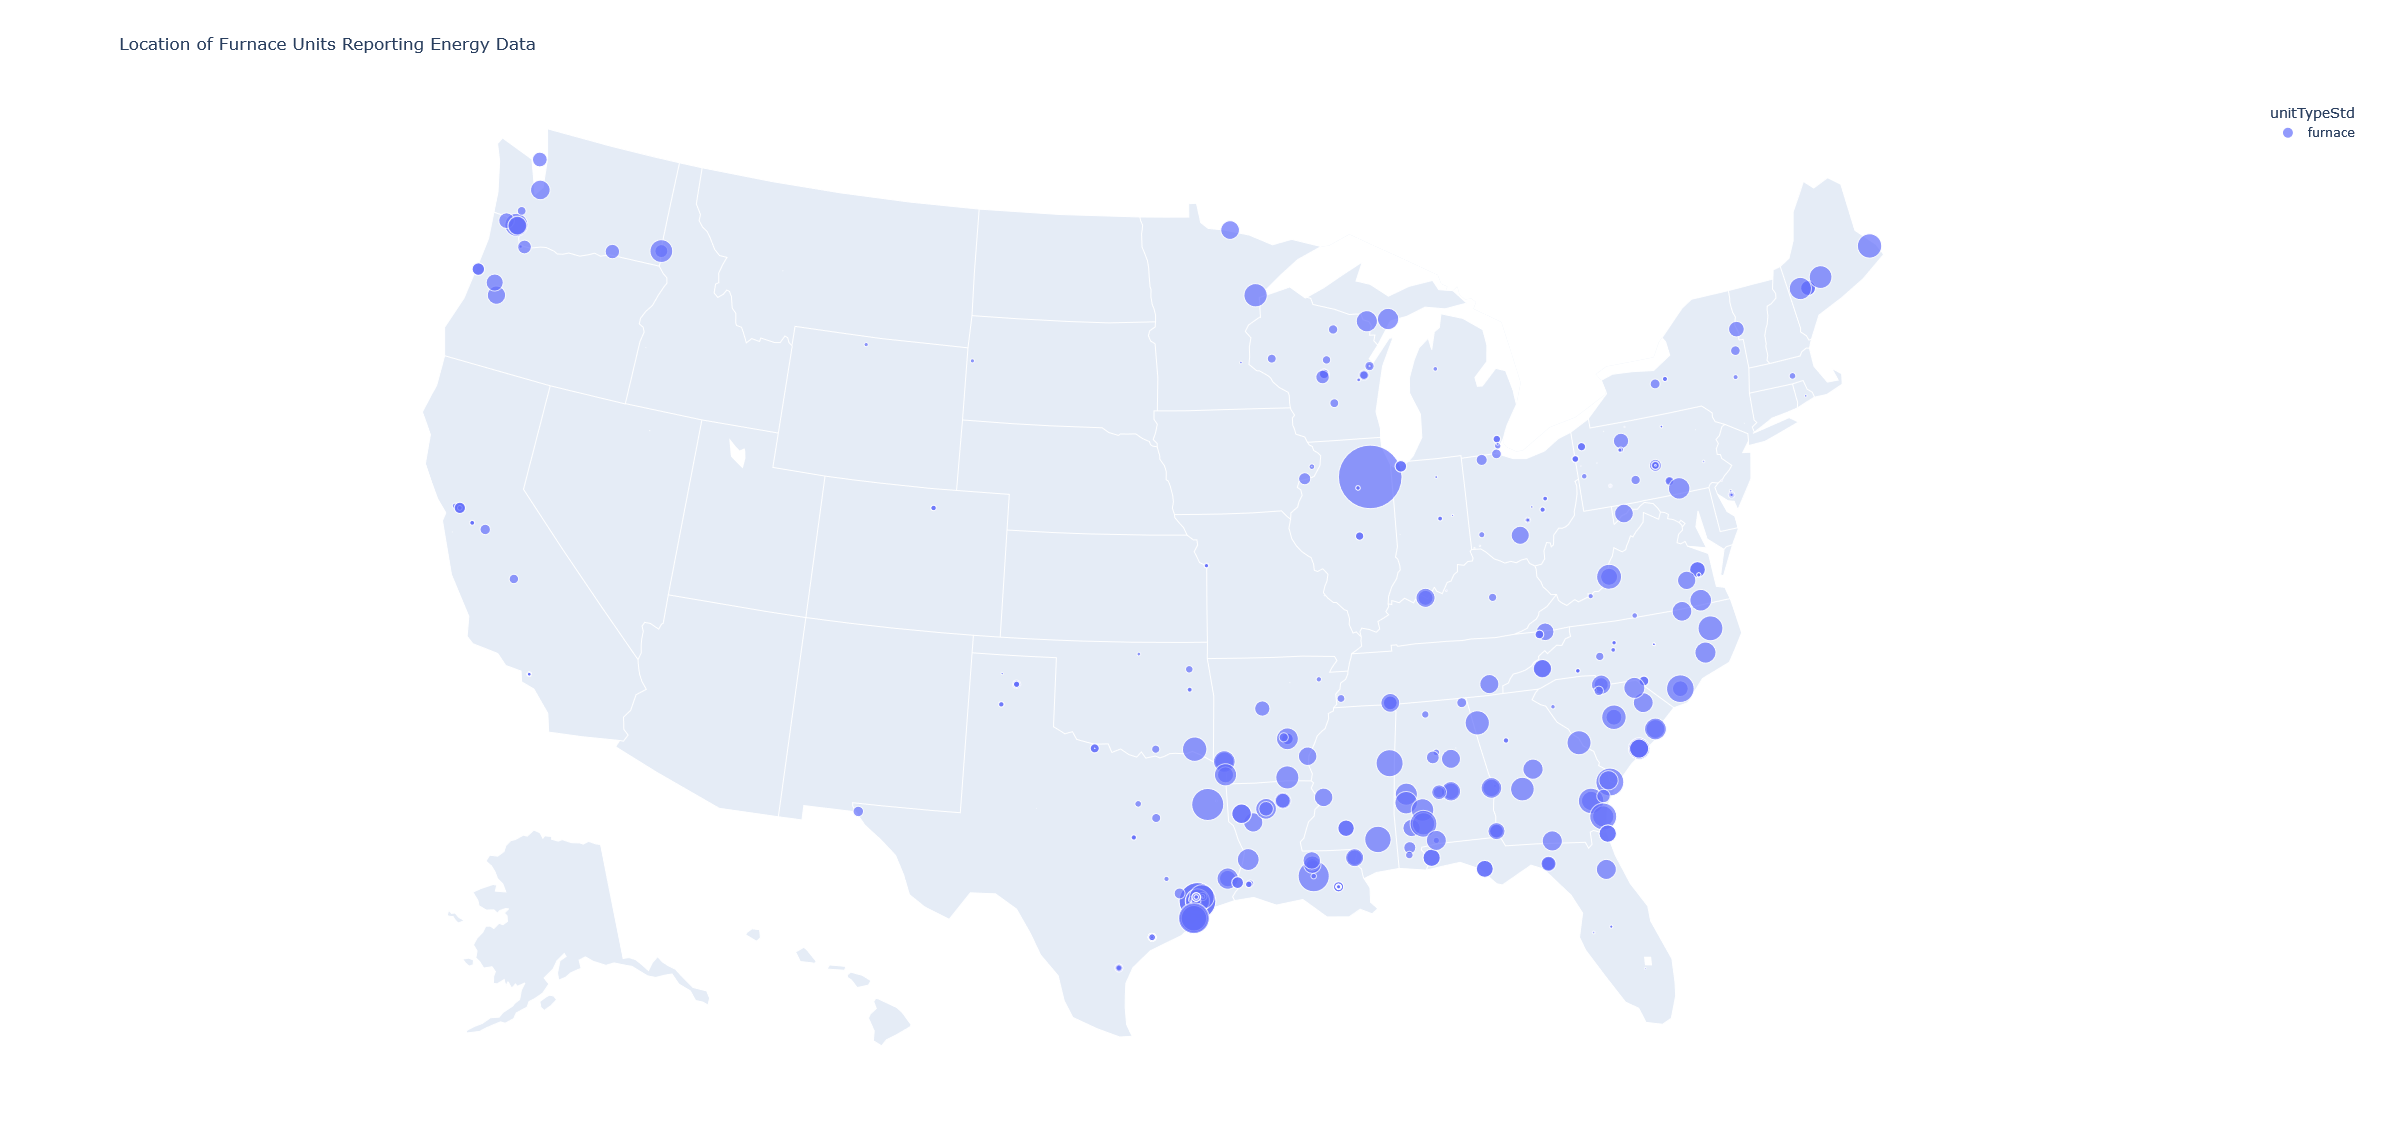 Location of Furnace Units Reporting Energy Data
unitTypeStd
furnace